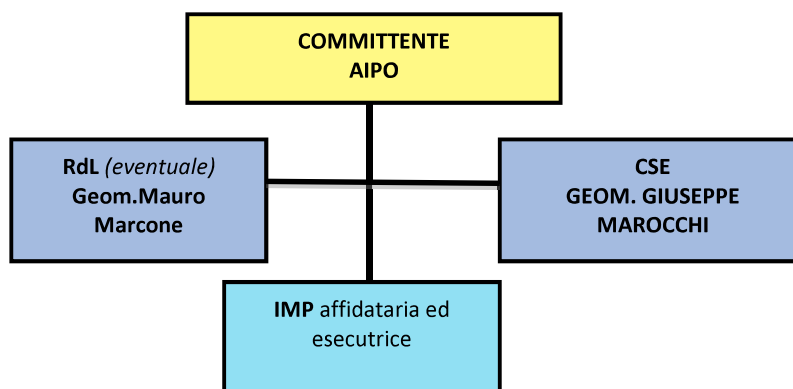 COMMITTENTE
AIPO
RdL (eventuale)
Geom.Mauro
Marcone
CSE
GEOM. GIUSEPPE
MAROCCHI
IMP affidataria ed
esecutrice